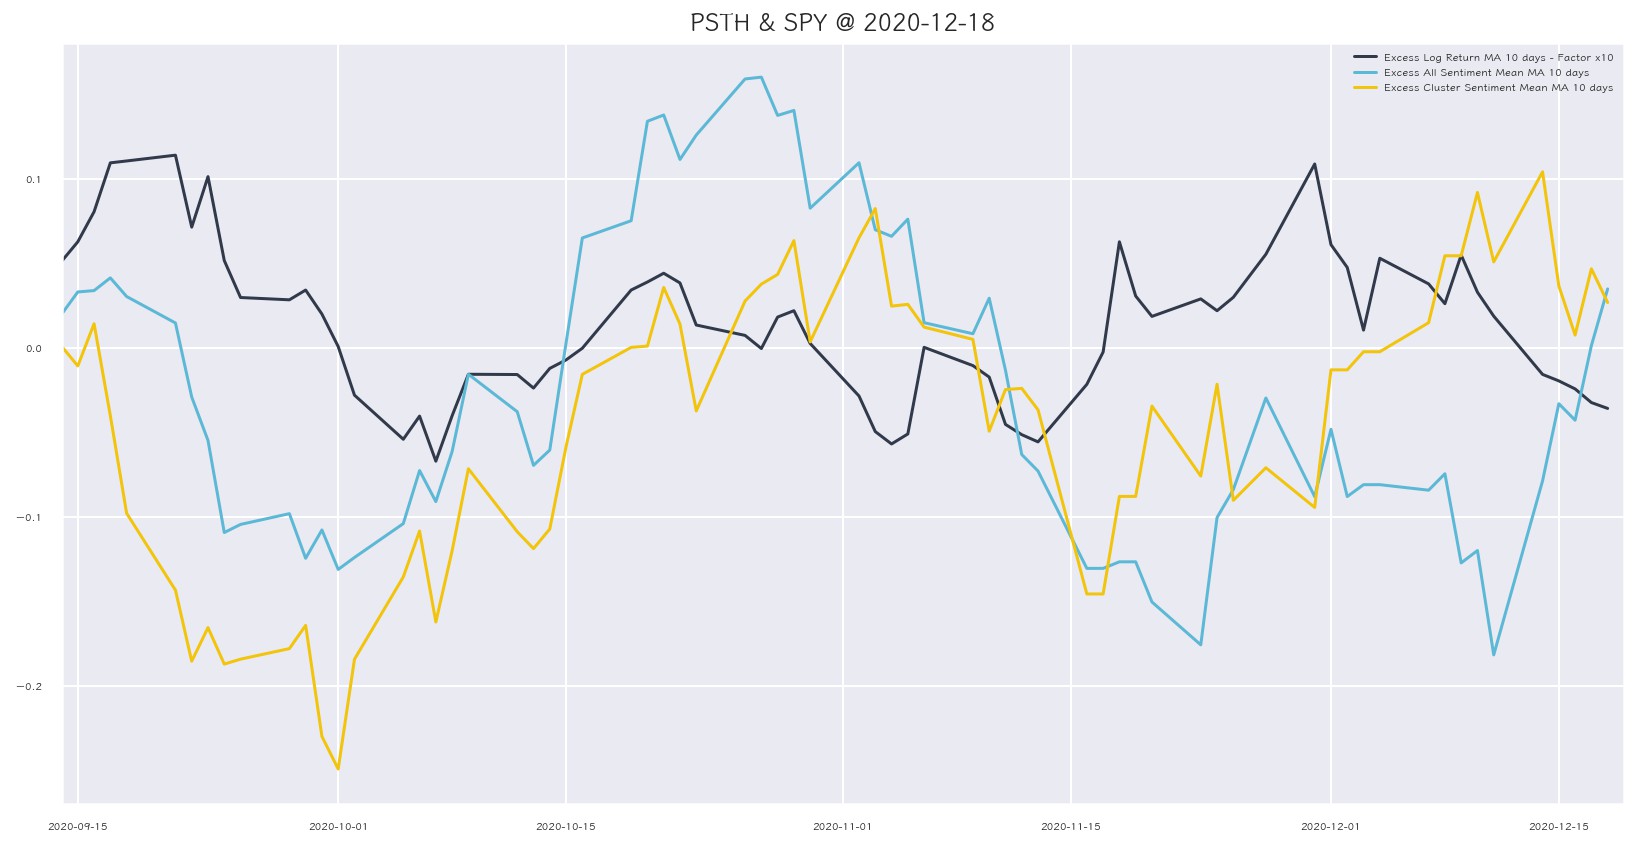 PSTH & SPY @ 2020-12-18
Excess Log Return MA 10 days - Factor x10
Excess All Sentiment Mean MA 10 days
Excess Cluster Sentiment Mean MA 10 days
0.1
0.0
−0.1
−0.2
2020-09-15 2020-10-01 2020-10-15 2020-11-01 2020-11-15 2020-12-01 2020-12-15